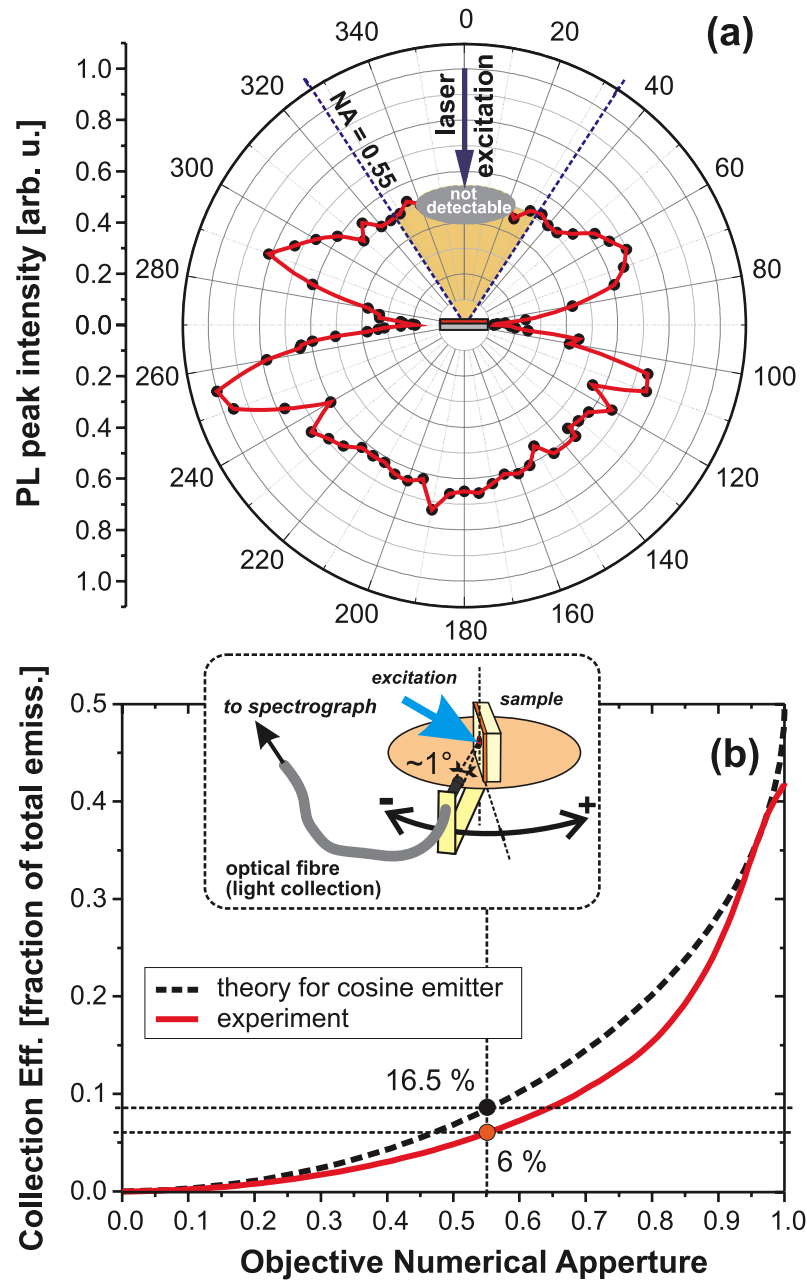 (a)
0
20
40
60
80
100
120
140
160
180
200
220
240
260
280
300
320
340
PL peak intensity [arb. u.]
1.0
0.8
0.6
0.4
0.2
0.0
0.2
0.4
0.6
0.8
1.0
NA = 0.55
laser
excitation
not
detectable
(b)
Collection Eff. [fraction of total emiss.]
0.5
0.4
0.3
0.2
0.1
0.0
excitation
sample
to spectrograph
~1°
-
+
optical fibre
(light collection)
theory for cosine emitter
experiment
16.5 %
6 %
0.0 0.1 0.2 0.3 0.4 0.5 0.6 0.7 0.8 0.9 1.0
Objective Numerical Apperture